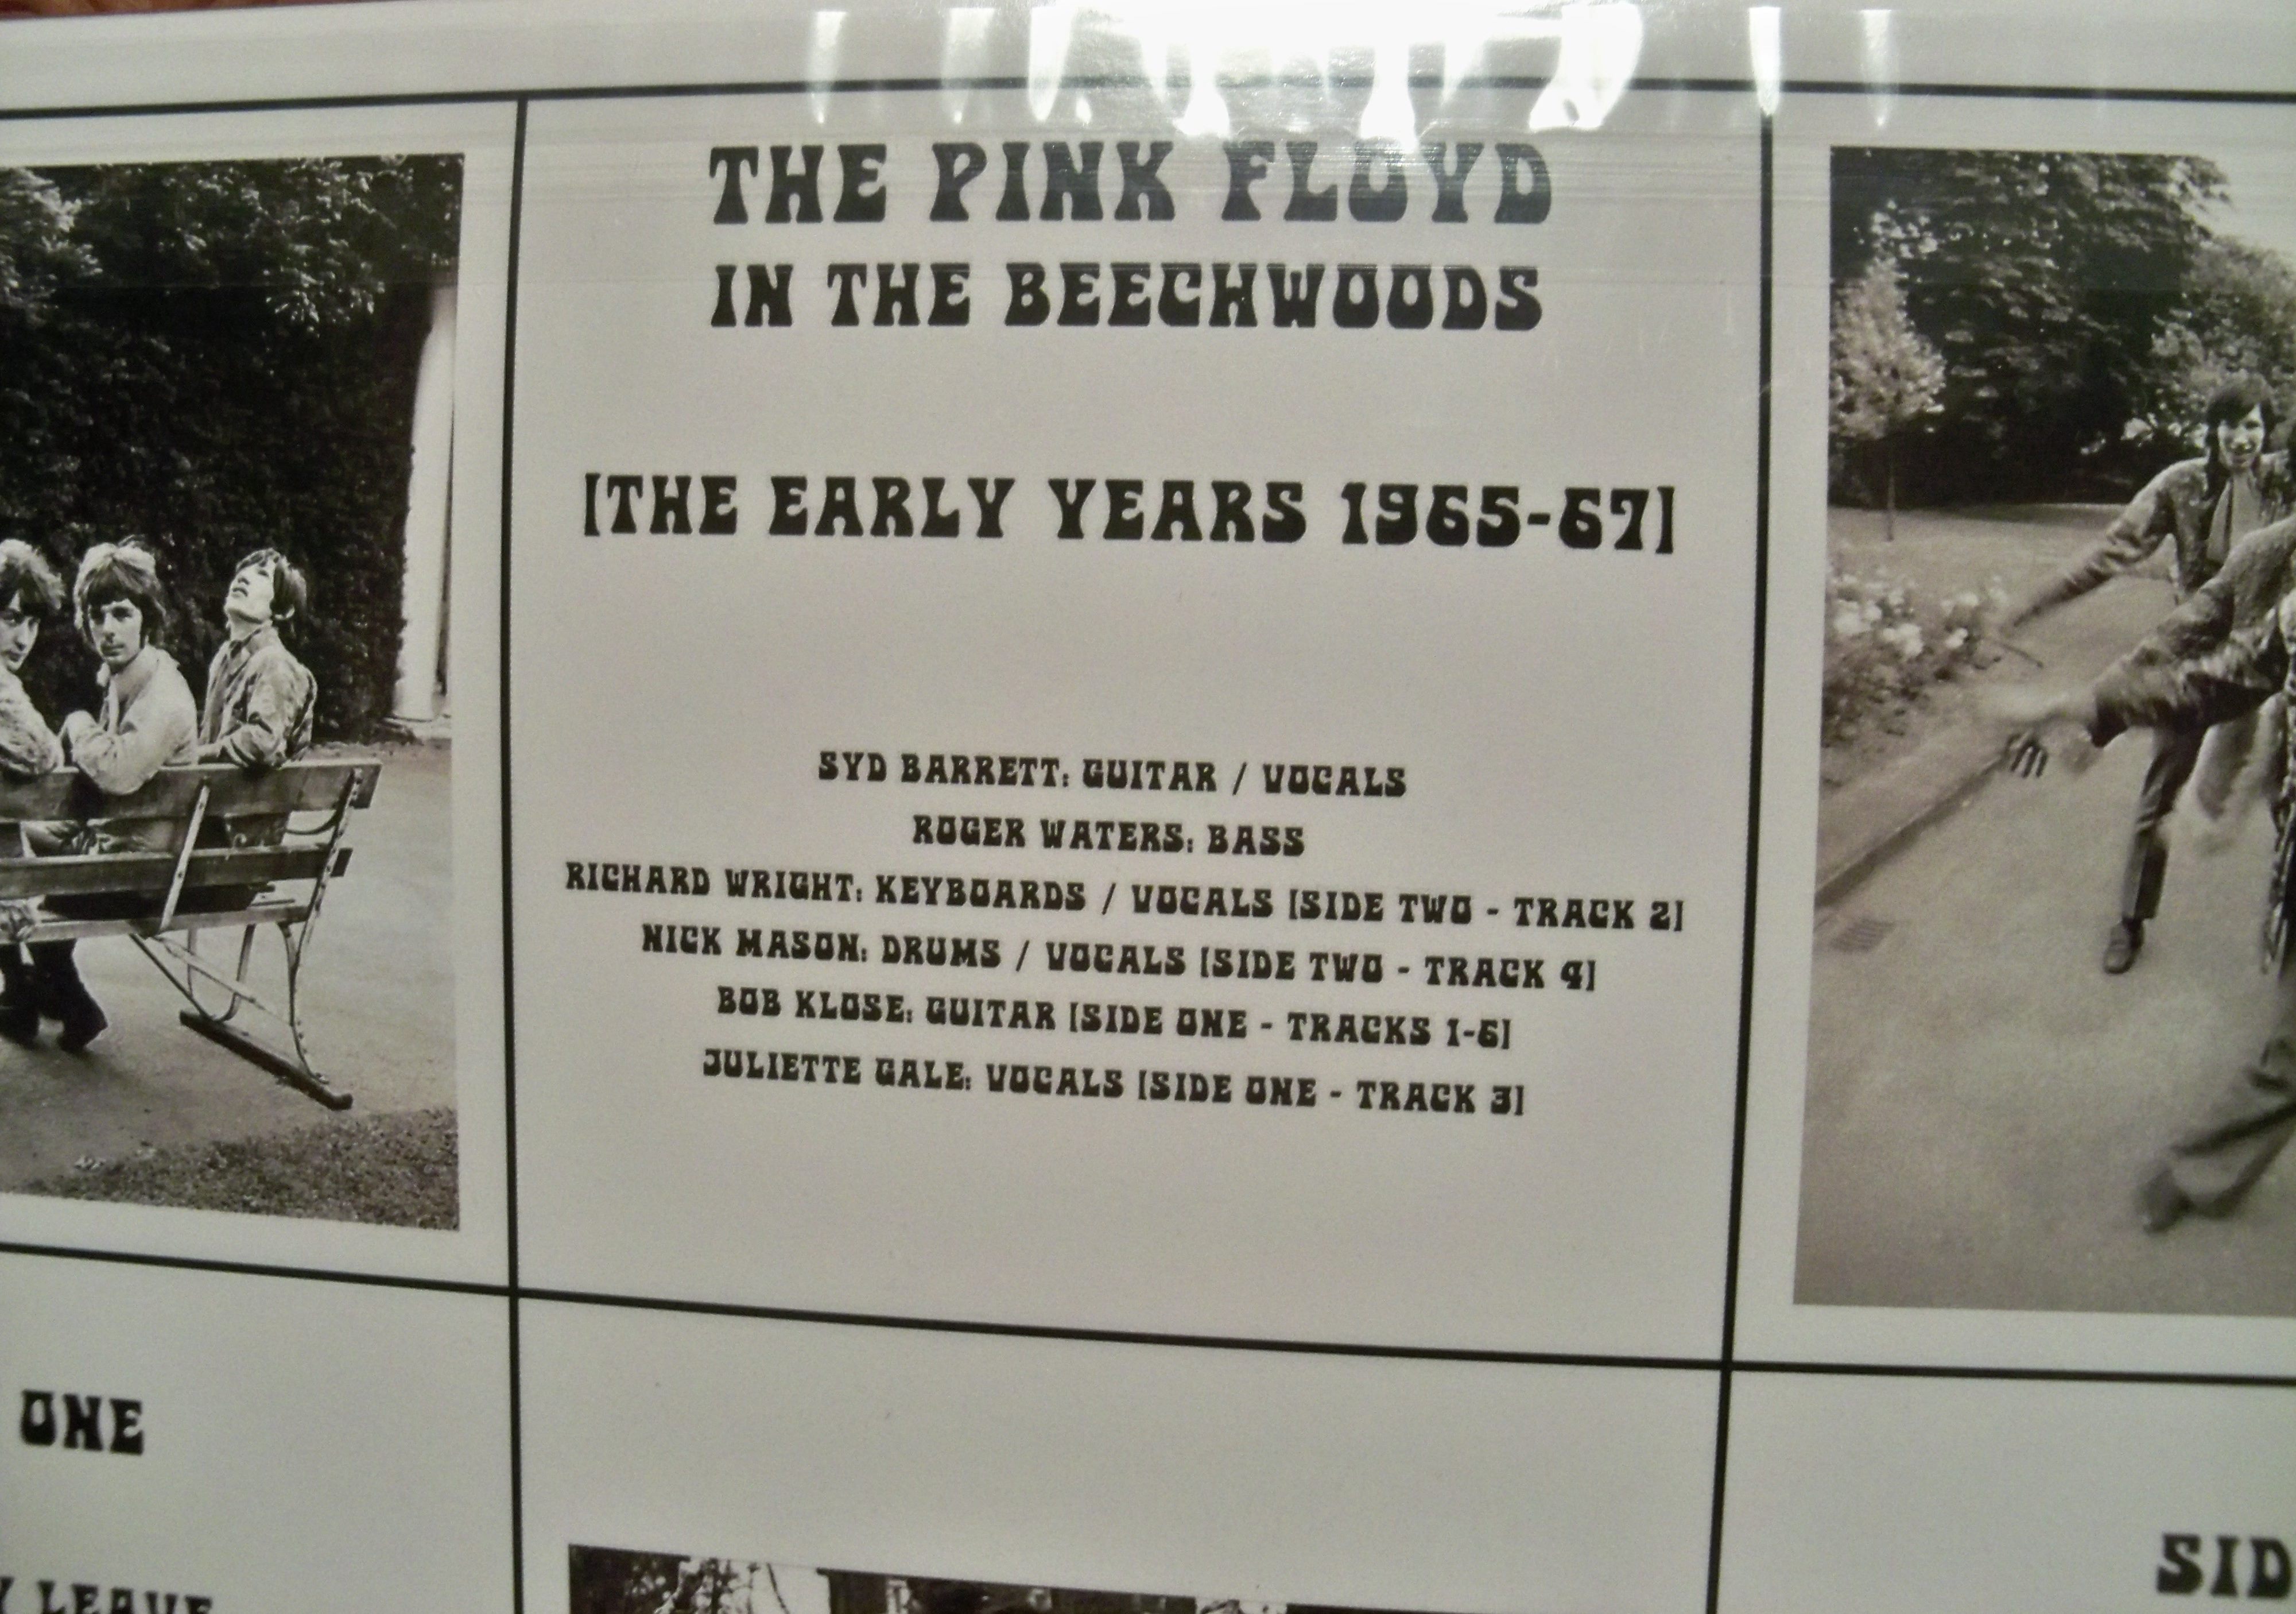 THE PINK FLOYD
IN THE BEECHWOODS
[THE EARLY YEARS 1965-67]
SYD BARRETT: GUITAR / VOCALS
ROGER WATERS: BASS
RICHARD WRIGHT: KEYBOARDS / VOCALS [SIDE TWO - TRACK 2]
NICK MASON: DRUMS / VOCALS [SIDE TWO - TRACK 4]
BOB KLOSE: GUITAR [SIDE ONE - TRACKS 1-6]
JULIETTE GALE: VOCALS [SIDE ONE - TRACK 3]
ONE
SID
Y LEAVE